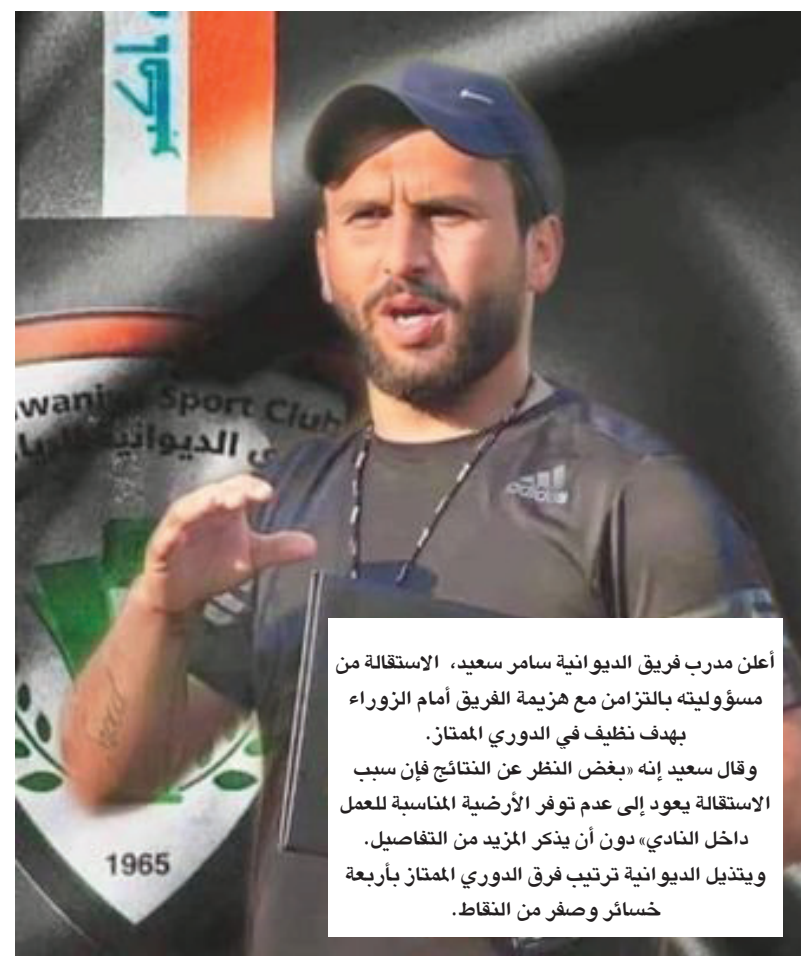 أكبر
Sport Club
الديوانية
adidas
1965
أعلن مدرب فريق الديوانية سامر سعيد، الاستقالة من
مسؤوليته بالتزامن مع هزيمة الفريق أمام الزوراء
بهدف نظيف في الدوري الممتاز.
وقال سعيد إنه «بغض النظر عن النتائج فإن سبب
الاستقالة يعود إلى عدم توفر الأرضية المناسبة للعمل
داخل النادي» دون أن يذكر المزيد من التفاصيل.
ويتذيل الديوانية ترتيب فرق الدوري الممتاز بأربعة
خسائر وصفر من النقاط.